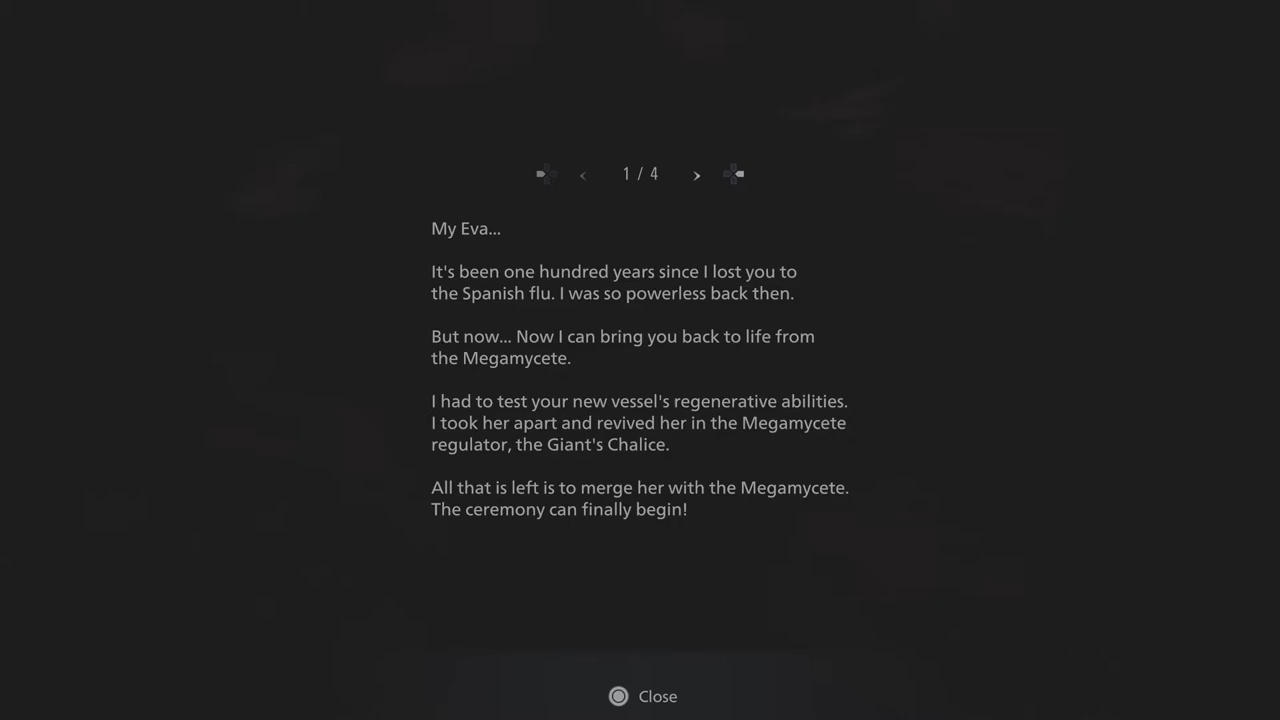 < 1 / 4 >
My Eva...
It's been one hundred years since I lost you to
the Spanish flu. I was so powerless back then.
But now... Now I can bring you back to life from
the Megamycete.
I had to test your new vessel's regenerative abilities.
I took her apart and revived her in the Megamycete
regulator, the Giant's Chalice.
All that is left is to merge her with the Megamycete.
The ceremony can finally begin!
Close